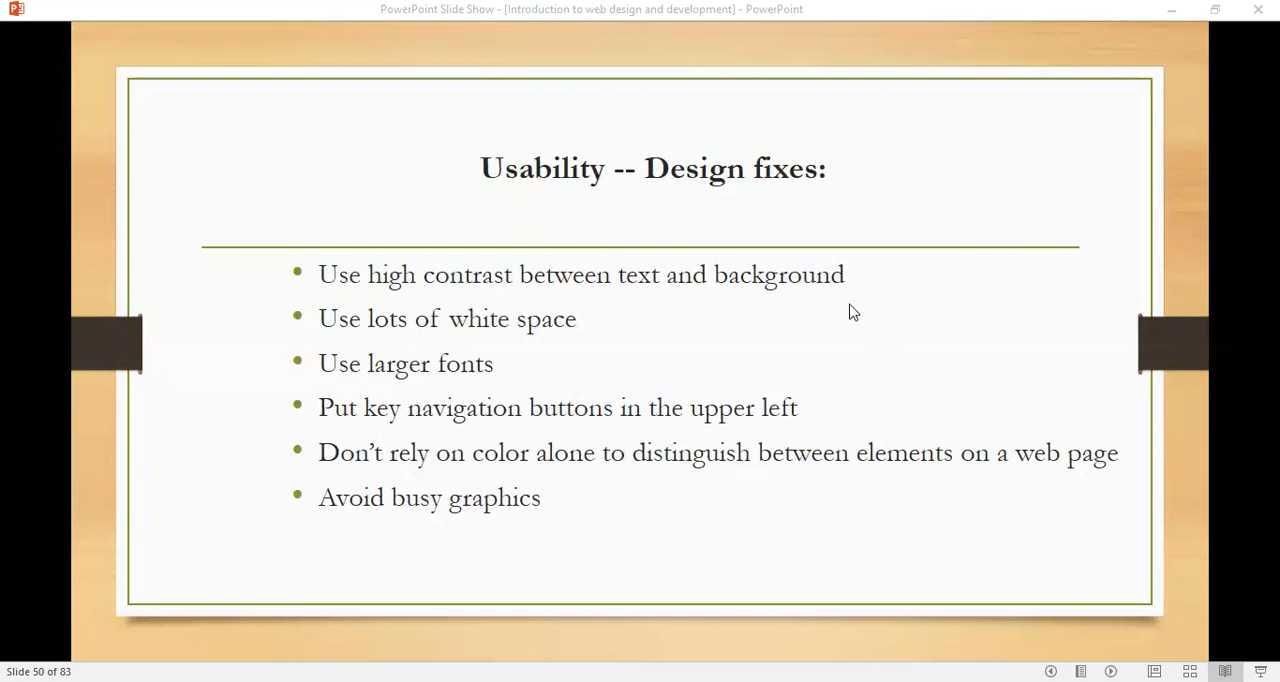 PowerPoint Slide Show - [Introduction to web design and development] - PowerPoint
Usability -- Design fixes:
• Use high contrast between text and background
• Use lots of white space
• Use larger fonts
• Put key navigation buttons in the upper left
• Don’t rely on color alone to distinguish between elements on a web page
• Avoid busy graphics
Slide 50 of 83